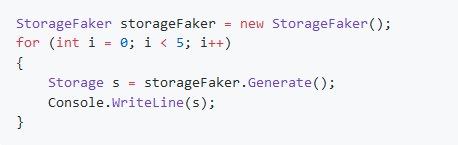 StorageFaker storageFaker = new StorageFaker();
for (int i = 0; i < 5; i++)
{
    Storage s = storageFaker.Generate();
    Console.WriteLine(s);
}